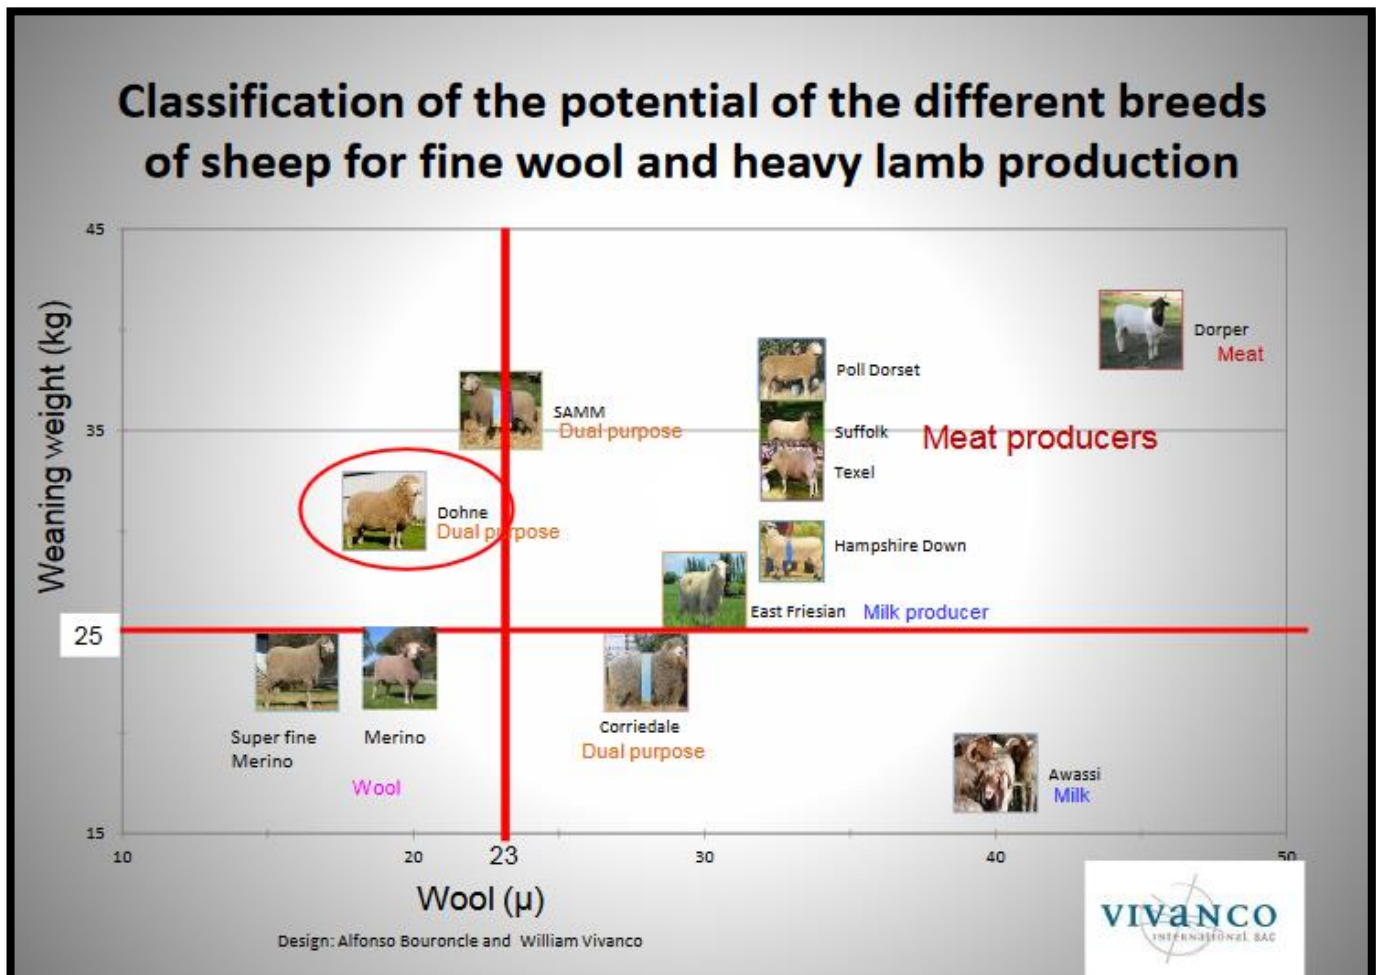 Classification of the potential of the different breeds
of sheep for fine wool and heavy lamb production
Weaning weight (kg)
45
35
25
15
Dorper
Meat
Poll Dorset
SAMM
Dual purpose
Suffolk
Meat producers
Texel
Dohne
Dual purpose
Hampshire Down
East Friesian
Milk producer
Super fine
Merino
Merino
Wool
Corriedale
Dual purpose
Awassi
Milk
10
20
23
30
40
50
Wool (μ)
Design: Alfonso Bouroncle and William Vivanco
VIVANCO
INTERNATIONAL SAC